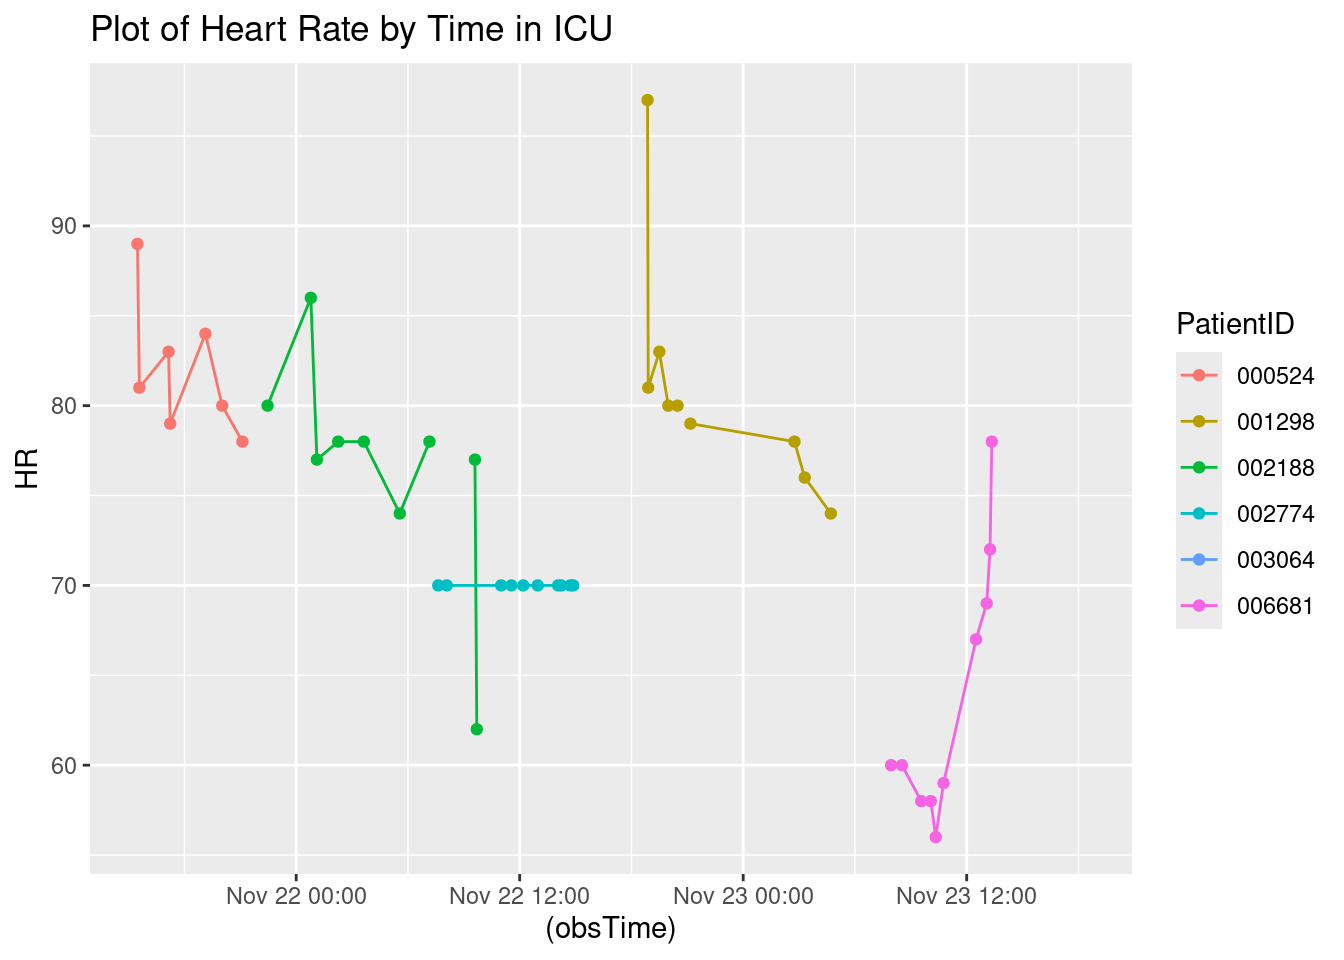 Plot of Heart Rate by Time in ICU
HR
90
80
70
60
Nov 22 00:00 Nov 22 12:00 Nov 23 00:00 Nov 23 12:00
(obsTime)
PatientID
000524
001298
002188
002774
003064
006681